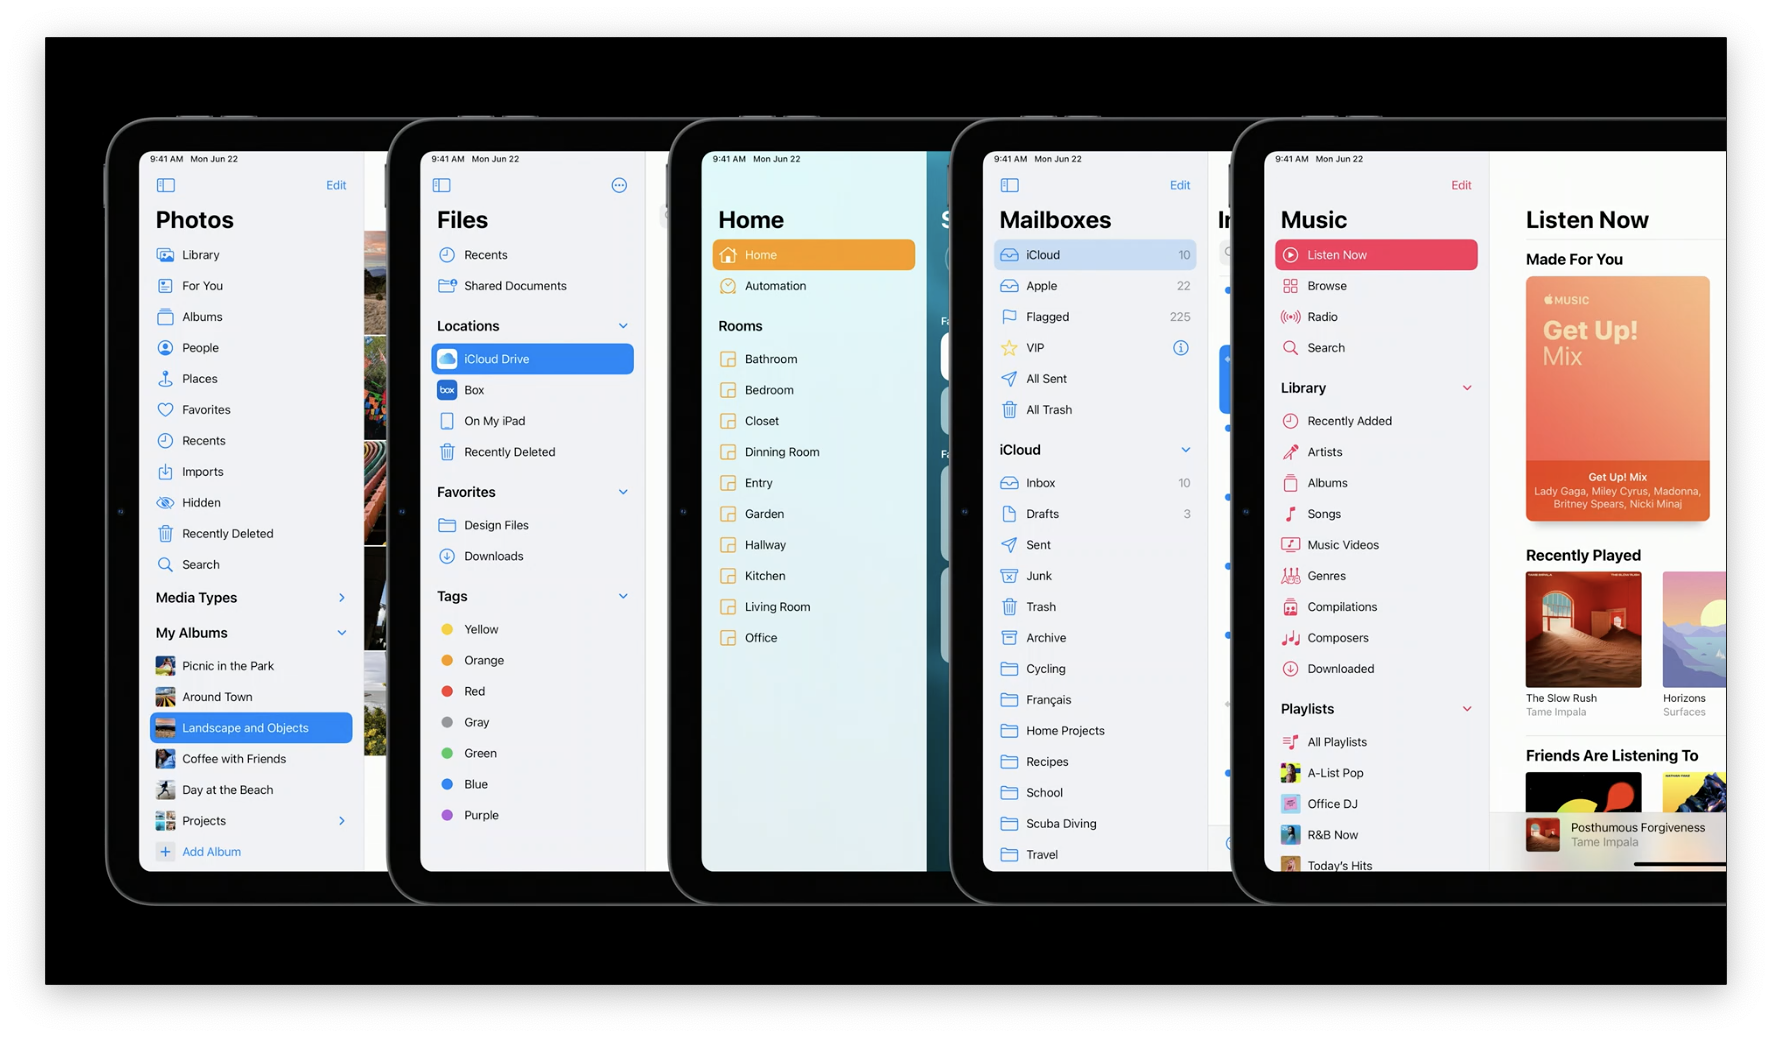 9:41 AM Mon Jun 22
Edit
Photos
Library
For You
Albums
People
Places
Favorites
Recents
Imports
Hidden
Recently Deleted
Search
Media Types
My Albums
Picnic in the Park
Around Town
Landscape and Objects
Coffee with Friends
Day at the Beach
Projects
Add Album
9:41 AM Mon Jun 22
Files
Recents
Shared Documents
Locations
iCloud Drive
box Box
On My iPad
Recently Deleted
Favorites
Design Files
Downloads
Tags
Yellow
Orange
Red
Gray
Green
Blue
Purple
9:41 AM Mon Jun 22
Home
Home
Automation
Rooms
Bathroom
Bedroom
Closet
Dinning Room
Entry
Garden
Hallway
Kitchen
Living Room
Office
9:41 AM Mon Jun 22
Edit
Mailboxes
iCloud 10
Apple 22
Flagged 225
VIP
All Sent
All Trash
iCloud
Inbox 10
Drafts 3
Sent
Junk
Trash
Archive
Cycling
Français
Home Projects
Recipes
School
Scuba Diving
Travel
9:41 AM Mon Jun 22
Edit
Music
Listen Now
Browse
Radio
Search
Library
Recently Added
Artists
Albums
Songs
Music Videos
Genres
Compilations
Composers
Downloaded
Playlists
All Playlists
A-List Pop
Office DJ
R&B Now
Today's Hits
Listen Now
Made For You
MUSIC
Get Up!
Mix
Get Up! Mix
Lady Gaga, Miley Cyrus, Madonna,
Britney Spears, Nicki Minaj
Recently Played
TAME IMPALA THE SLOW RUSH
The Slow Rush
Tame Impala
Horizons
Surfaces
Friends Are Listening To
Posthumous Forgiveness
Tame Impala